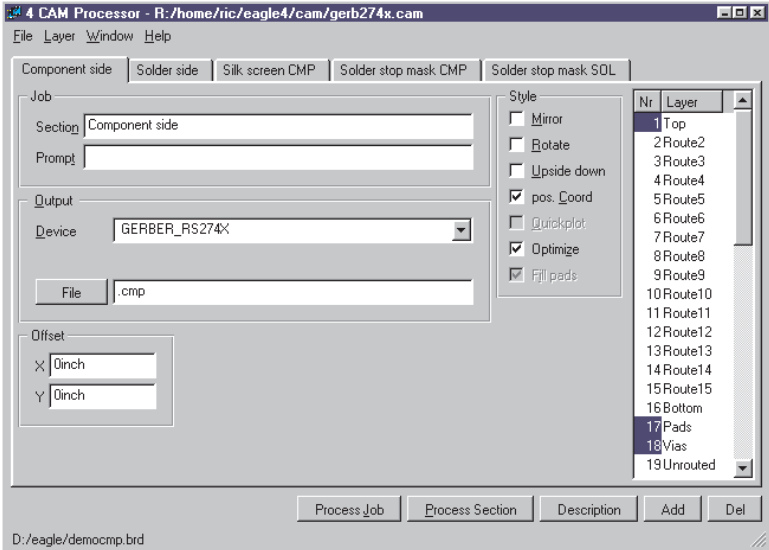 4 CAM Processor - R:/home/ric/eagle4/cam/gerb274x.cam
File Layer Window Help
Component side Solder side Silk screen CMP Solder stop mask CMP Solder stop mask SOL
Job
Section Component side
Prompt
Output
Device GERBER_RS274X
File .cmp
Offset
X 0inch
Y 0inch
Style
Mirror
Rotate
Upside down
pos. Coord
Quickplot
Optimize
Fill pads
Nr Layer
1 Top
2 Route2
3 Route3
4 Route4
5 Route5
6 Route6
7 Route7
8 Route8
9 Route9
10 Route10
11 Route11
12 Route12
13 Route13
14 Route14
15 Route15
16 Bottom
17 Pads
18 Vias
19 Unrouted
Process Job Process Section Description Add Del
D:/eagle/democmp.brd